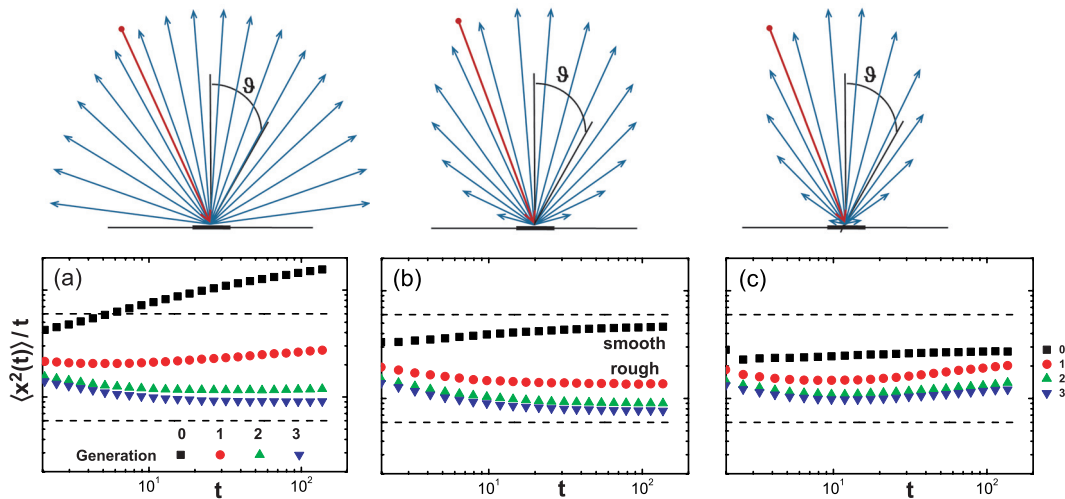 ϑ ϑ ϑ
(a) (b) (c)
smooth
rough
⟨x²(t)⟩/t
0
1
2
3
0 1 2 3
Generation
10¹ t 10² 10¹ t 10² 10¹ t 10²